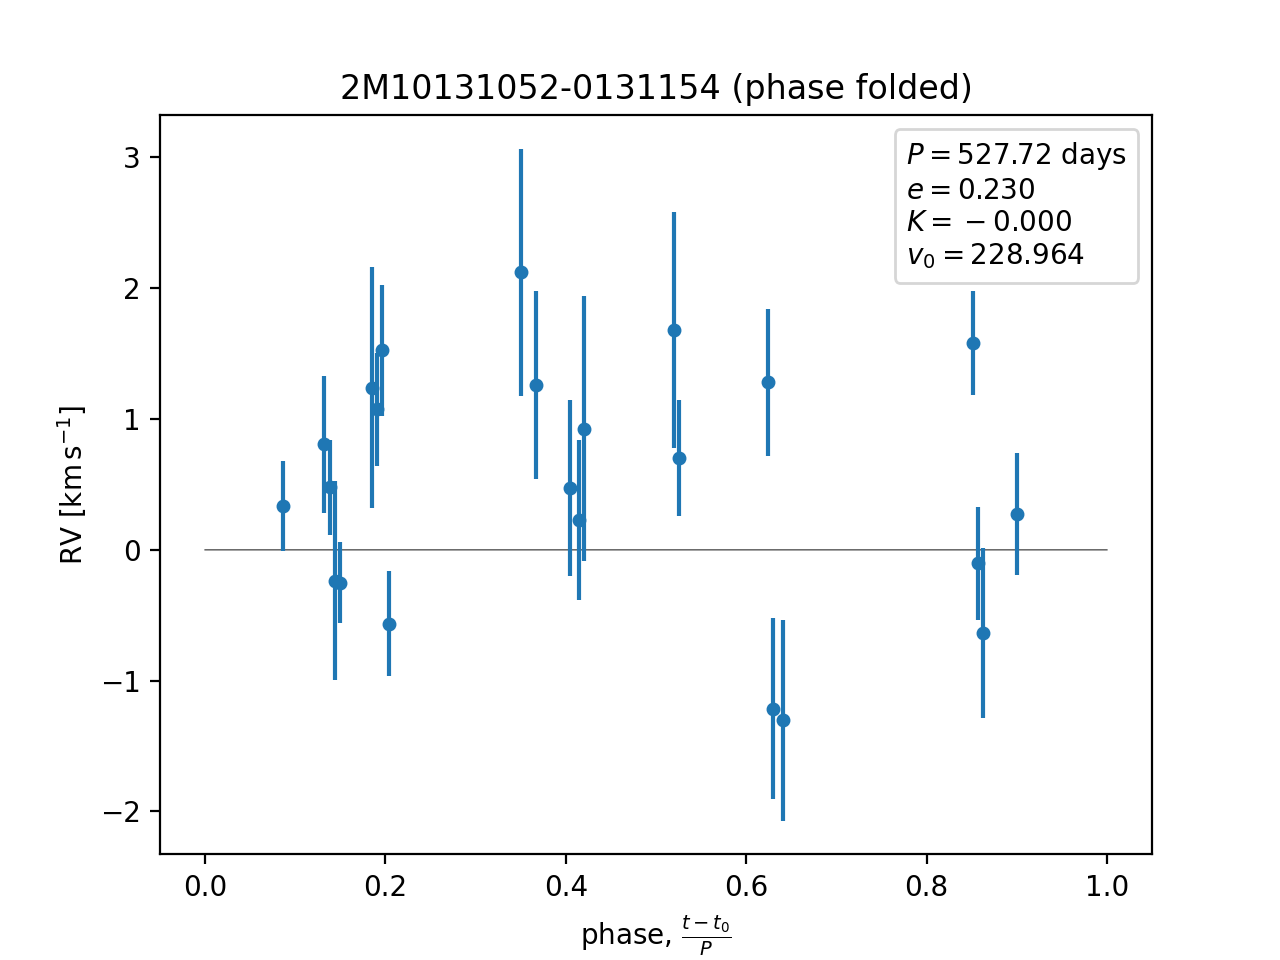 2M10131052-0131154 (phase folded)
P = 527.72 days
e = 0.230
K = −0.000
v₀ = 228.964
3
2
1
0
−1
−2
RV [km s⁻¹]
0.0 0.2 0.4 0.6 0.8 1.0
phase, (t − t₀)/P